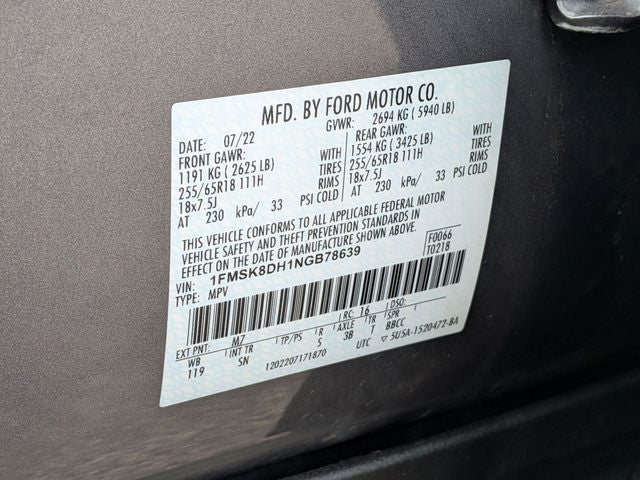 MFD. BY FORD MOTOR CO.
DATE: 07/22 GVWR: 2694 KG ( 5940 LB)
FRONT GAWR: REAR GAWR:
1191 KG ( 2625 LB) 1554 KG ( 3425 LB)
255/65R18 111H TIRES 255/65R18 111H TIRES
18x7.5J RIMS 18x7.5J RIMS
AT 230 kPa/ 33 PSI COLD AT 230 kPa/ 33 PSI COLD
THIS VEHICLE CONFORMS TO ALL APPLICABLE FEDERAL MOTOR
VEHICLE SAFETY AND THEFT PREVENTION STANDARDS IN
EFFECT ON THE DATE OF MANUFACTURE SHOWN ABOVE.
VIN: 1FMSK8DH1NGB78639 F0066
TYPE: MPV T0218
EXT PNT: M7 RC: 16 DSO:
WB INT TR TP/PS R AXLE TR SPR
119 SN S 3B T BBCC
1202207171870 UTC ▽ 5U5A-1520472-BA